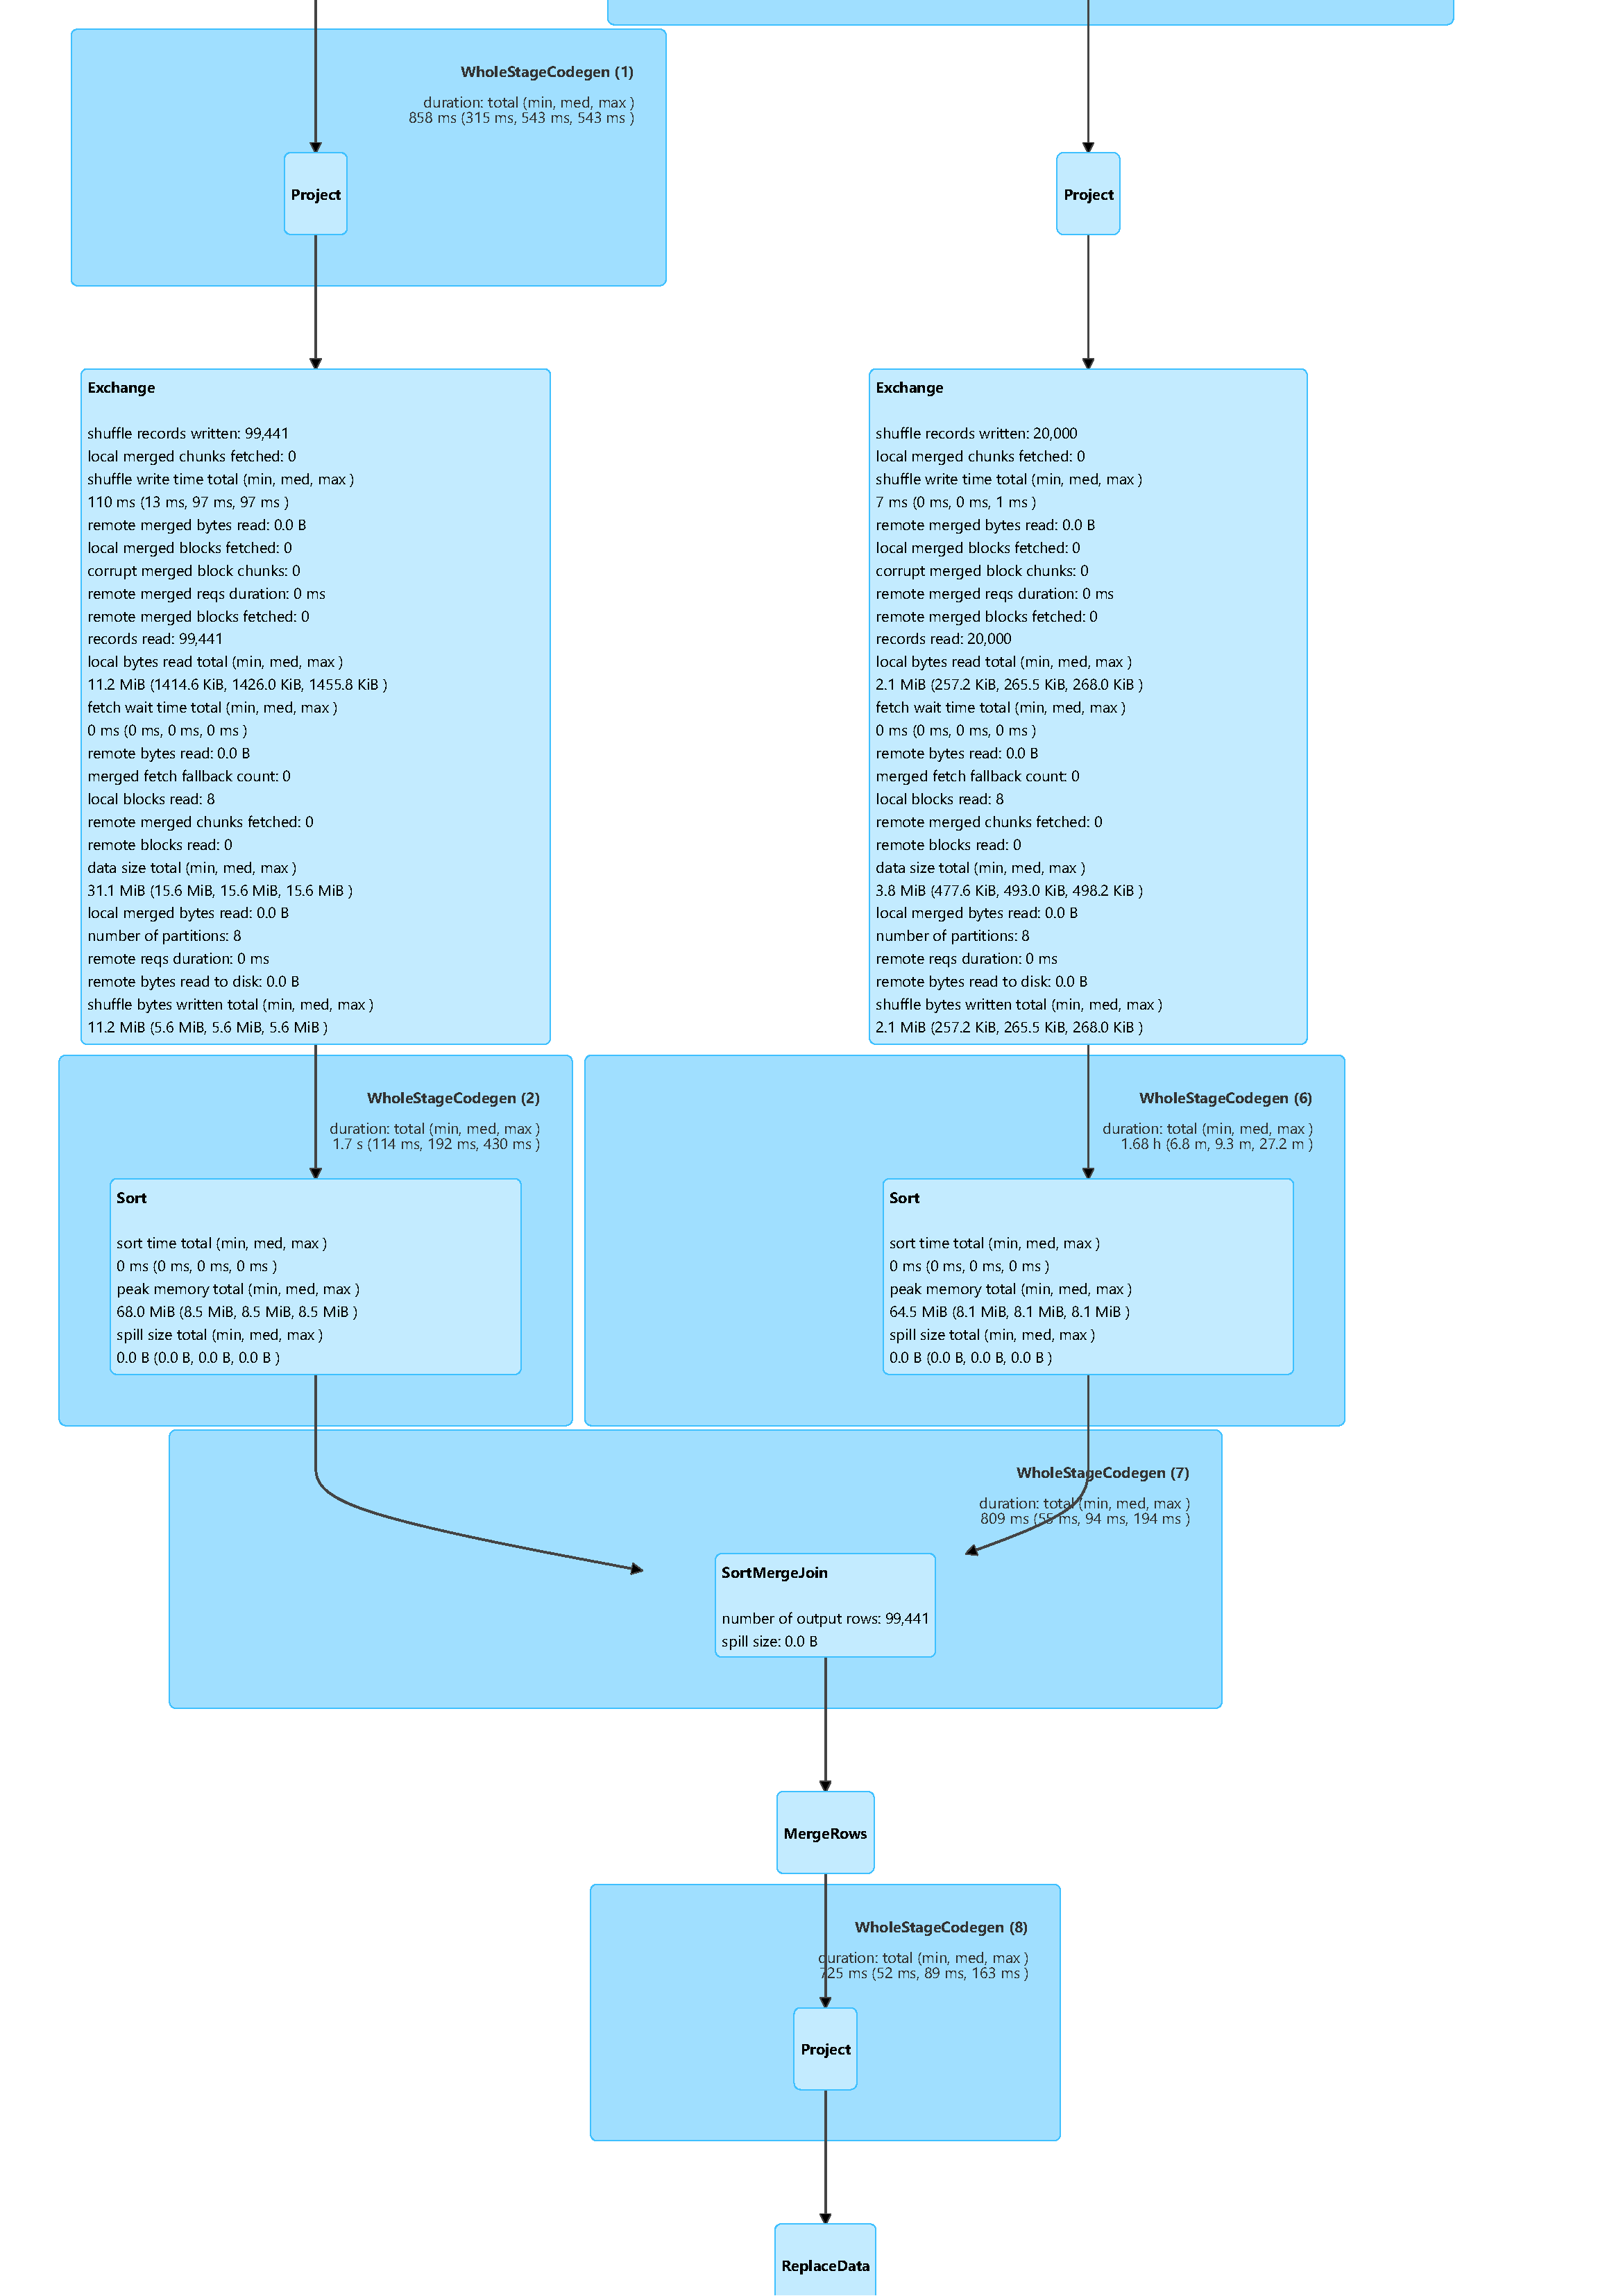 WholeStageCodegen (1)
duration: total (min, med, max )
858 ms (315 ms, 543 ms, 543 ms )
Project
Project
Exchange
shuffle records written: 99,441
local merged chunks fetched: 0
shuffle write time total (min, med, max )
110 ms (13 ms, 97 ms, 97 ms )
remote merged bytes read: 0.0 B
local merged blocks fetched: 0
corrupt merged block chunks: 0
remote merged reqs duration: 0 ms
remote merged blocks fetched: 0
records read: 99,441
local bytes read total (min, med, max )
11.2 MiB (1414.6 KiB, 1426.0 KiB, 1455.8 KiB )
fetch wait time total (min, med, max )
0 ms (0 ms, 0 ms, 0 ms )
remote bytes read: 0.0 B
merged fetch fallback count: 0
local blocks read: 8
remote merged chunks fetched: 0
remote blocks read: 0
data size total (min, med, max )
31.1 MiB (15.6 MiB, 15.6 MiB, 15.6 MiB )
local merged bytes read: 0.0 B
number of partitions: 8
remote reqs duration: 0 ms
remote bytes read to disk: 0.0 B
shuffle bytes written total (min, med, max )
11.2 MiB (5.6 MiB, 5.6 MiB, 5.6 MiB )
Exchange
shuffle records written: 20,000
local merged chunks fetched: 0
shuffle write time total (min, med, max )
7 ms (0 ms, 0 ms, 1 ms )
remote merged bytes read: 0.0 B
local merged blocks fetched: 0
corrupt merged block chunks: 0
remote merged reqs duration: 0 ms
remote merged blocks fetched: 0
records read: 20,000
local bytes read total (min, med, max )
2.1 MiB (257.2 KiB, 265.5 KiB, 268.0 KiB )
fetch wait time total (min, med, max )
0 ms (0 ms, 0 ms, 0 ms )
remote bytes read: 0.0 B
merged fetch fallback count: 0
local blocks read: 8
remote merged chunks fetched: 0
remote blocks read: 0
data size total (min, med, max )
3.8 MiB (477.6 KiB, 493.0 KiB, 498.2 KiB )
local merged bytes read: 0.0 B
number of partitions: 8
remote reqs duration: 0 ms
remote bytes read to disk: 0.0 B
shuffle bytes written total (min, med, max )
2.1 MiB (257.2 KiB, 265.5 KiB, 268.0 KiB )
WholeStageCodegen (2)
duration: total (min, med, max )
1.7 s (114 ms, 192 ms, 430 ms )
Sort
sort time total (min, med, max )
0 ms (0 ms, 0 ms, 0 ms )
peak memory total (min, med, max )
68.0 MiB (8.5 MiB, 8.5 MiB, 8.5 MiB )
spill size total (min, med, max )
0.0 B (0.0 B, 0.0 B, 0.0 B )
WholeStageCodegen (6)
duration: total (min, med, max )
1.68 h (6.8 m, 9.3 m, 27.2 m )
Sort
sort time total (min, med, max )
0 ms (0 ms, 0 ms, 0 ms )
peak memory total (min, med, max )
64.5 MiB (8.1 MiB, 8.1 MiB, 8.1 MiB )
spill size total (min, med, max )
0.0 B (0.0 B, 0.0 B, 0.0 B )
WholeStageCodegen (7)
duration: total (min, med, max )
809 ms (55 ms, 94 ms, 194 ms )
SortMergeJoin
number of output rows: 99,441
spill size: 0.0 B
MergeRows
WholeStageCodegen (8)
duration: total (min, med, max )
725 ms (52 ms, 89 ms, 163 ms )
Project
ReplaceData